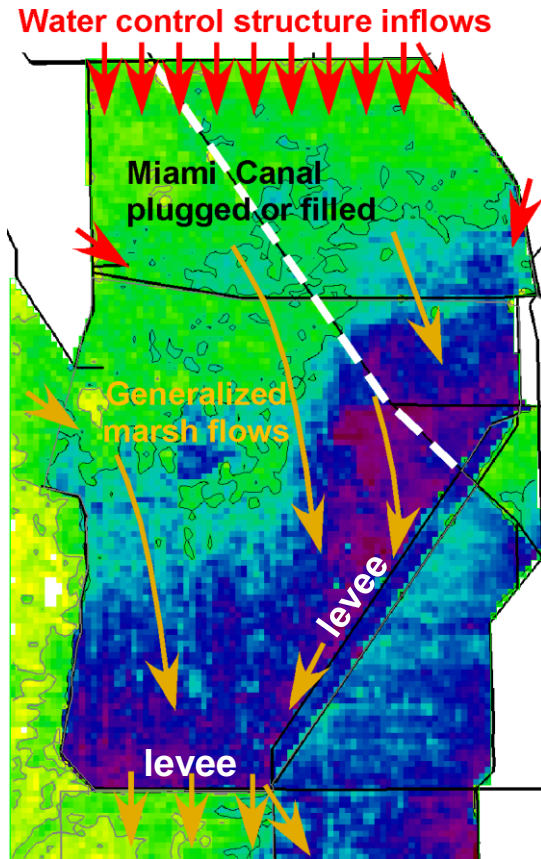 Water control structure inflows
Miami Canal
plugged or filled
Generalized
marsh flows
levee
levee